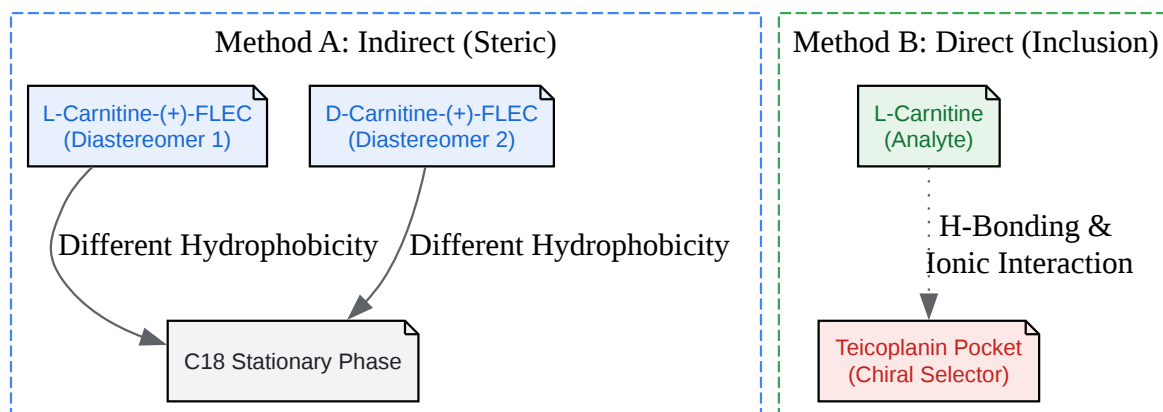 Method A: Indirect (Steric)
L-Carnitine-(+)-FLEC
(Diastereomer 1)
D-Carnitine-(+)-FLEC
(Diastereomer 2)
Different Hydrophobicity
Different Hydrophobicity
C18 Stationary Phase
Method B: Direct (Inclusion)
L-Carnitine
(Analyte)
H-Bonding &
Ionic Interaction
Teicoplanin Pocket
(Chiral Selector)